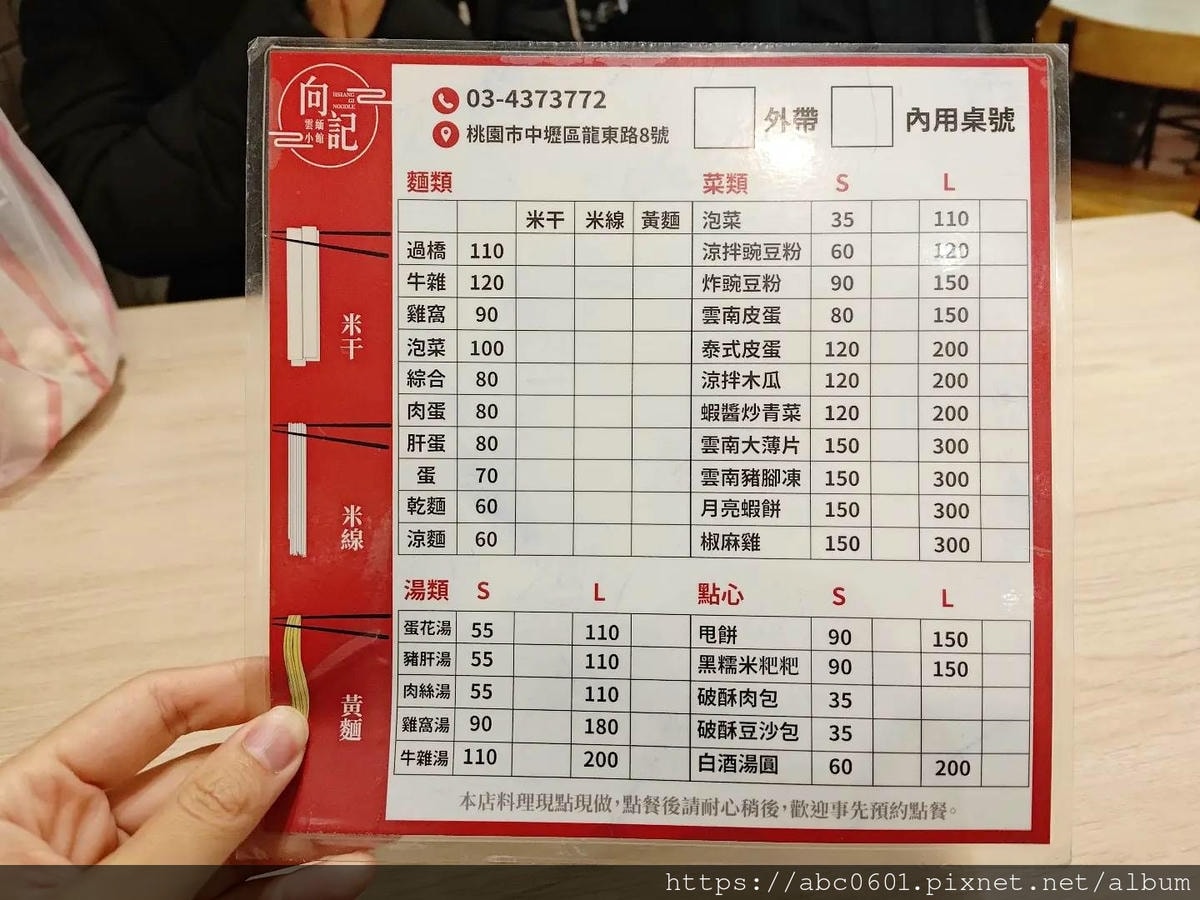 向記
HSIANG GI NOODLE
雲緬小館
03-4373772
桃園市中壢區龍東路8號
外帶 內用桌號
米干
米線
黃麵
麵類
米干 米線 黃麵
過橋 110
牛雜 120
雞窩 90
泡菜 100
綜合 80
肉蛋 80
肝蛋 80
蛋 70
乾麵 60
涼麵 60
菜類 S L
泡菜 35 110
涼拌豌豆粉 60 120
炸豌豆粉 90 150
雲南皮蛋 80 150
泰式皮蛋 120 200
涼拌木瓜 120 200
蝦醬炒青菜 120 200
雲南大薄片 150 300
雲南豬腳凍 150 300
月亮蝦餅 150 300
椒麻雞 150 300
湯類 S L
蛋花湯 55 110
豬肝湯 55 110
肉絲湯 55 110
雞窩湯 90 180
牛雜湯 110 200
點心 S L
甩餅 90 150
黑糯米粑粑 90 150
破酥肉包 35
破酥豆沙包 35
白酒湯圓 60 200
本店料理現點現做，點餐後請耐心稍後，歡迎事先預約點餐。
https://abc0601.pixnet.net/album